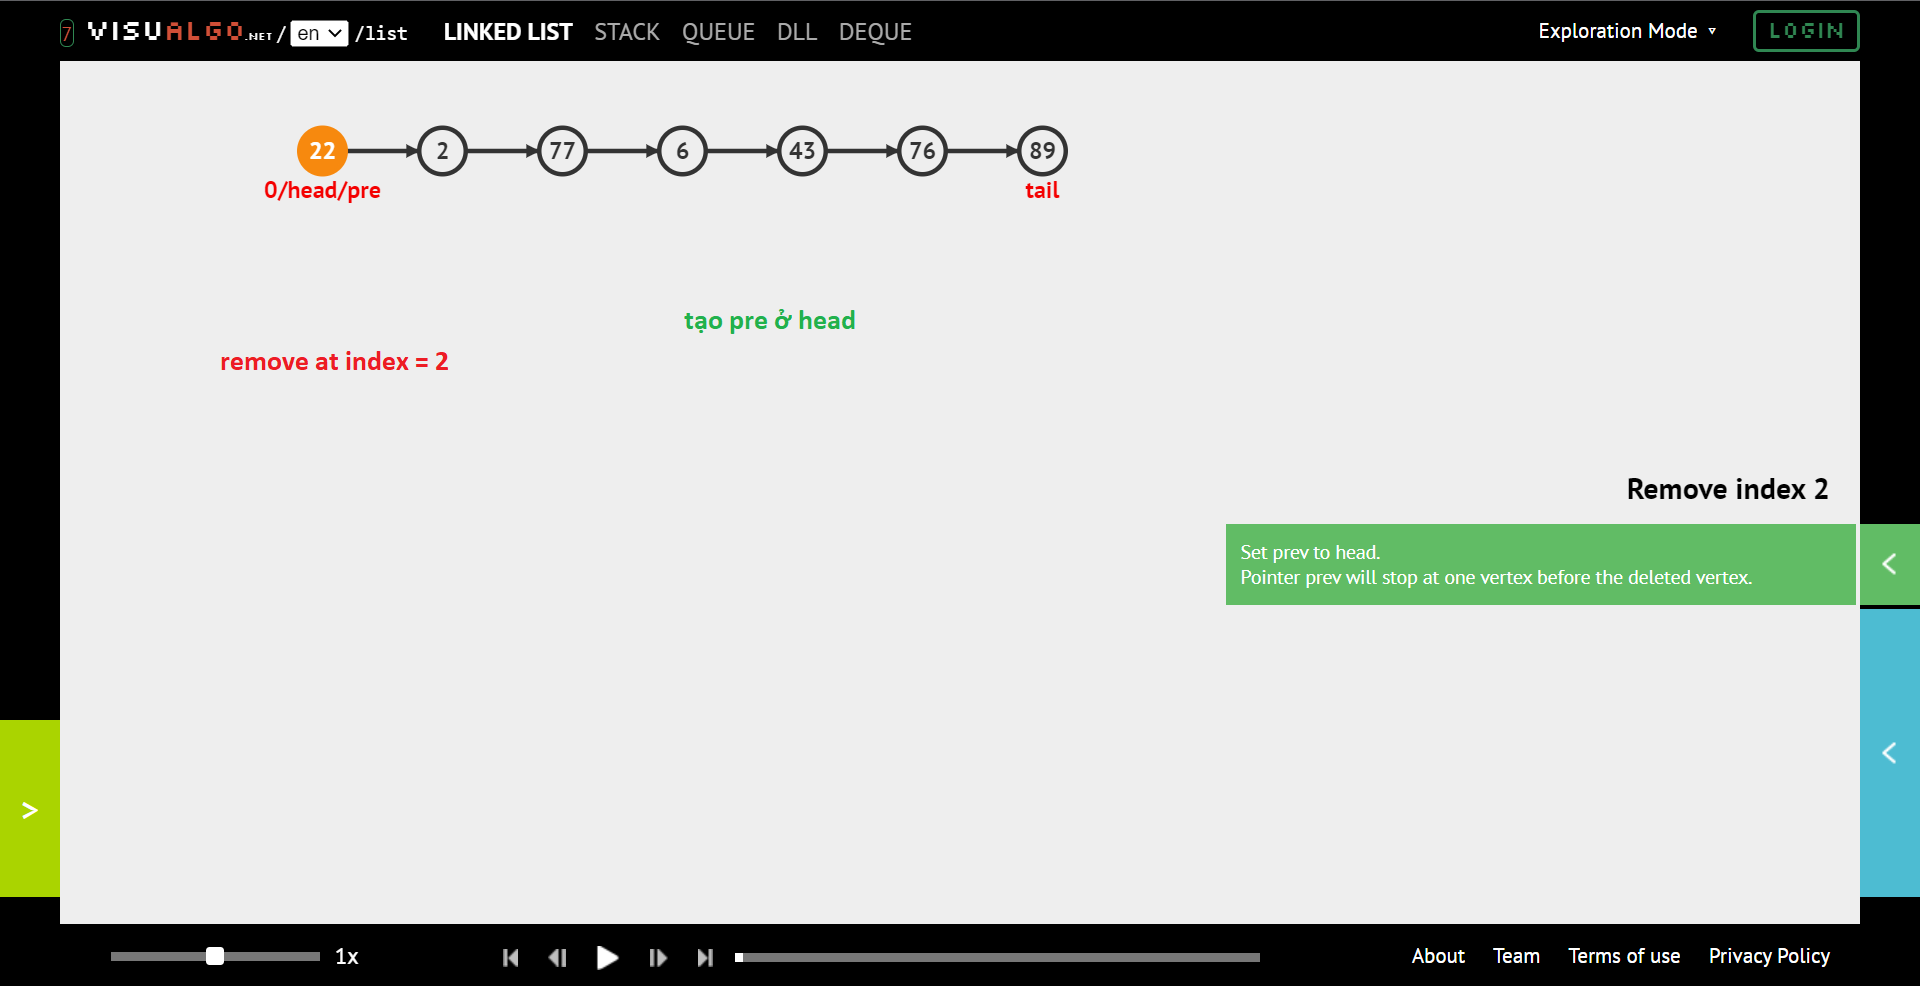 7 VISUALGO.NET/ en /list LINKED LIST STACK QUEUE DLL DEQUE Exploration Mode ▾ LOGIN
22 2 77 6 43 76 89
0/head/pre tail
tạo pre ở head
remove at index = 2
Remove index 2
Set prev to head.
Pointer prev will stop at one vertex before the deleted vertex.
<
<
>
1x About Team Terms of use Privacy Policy